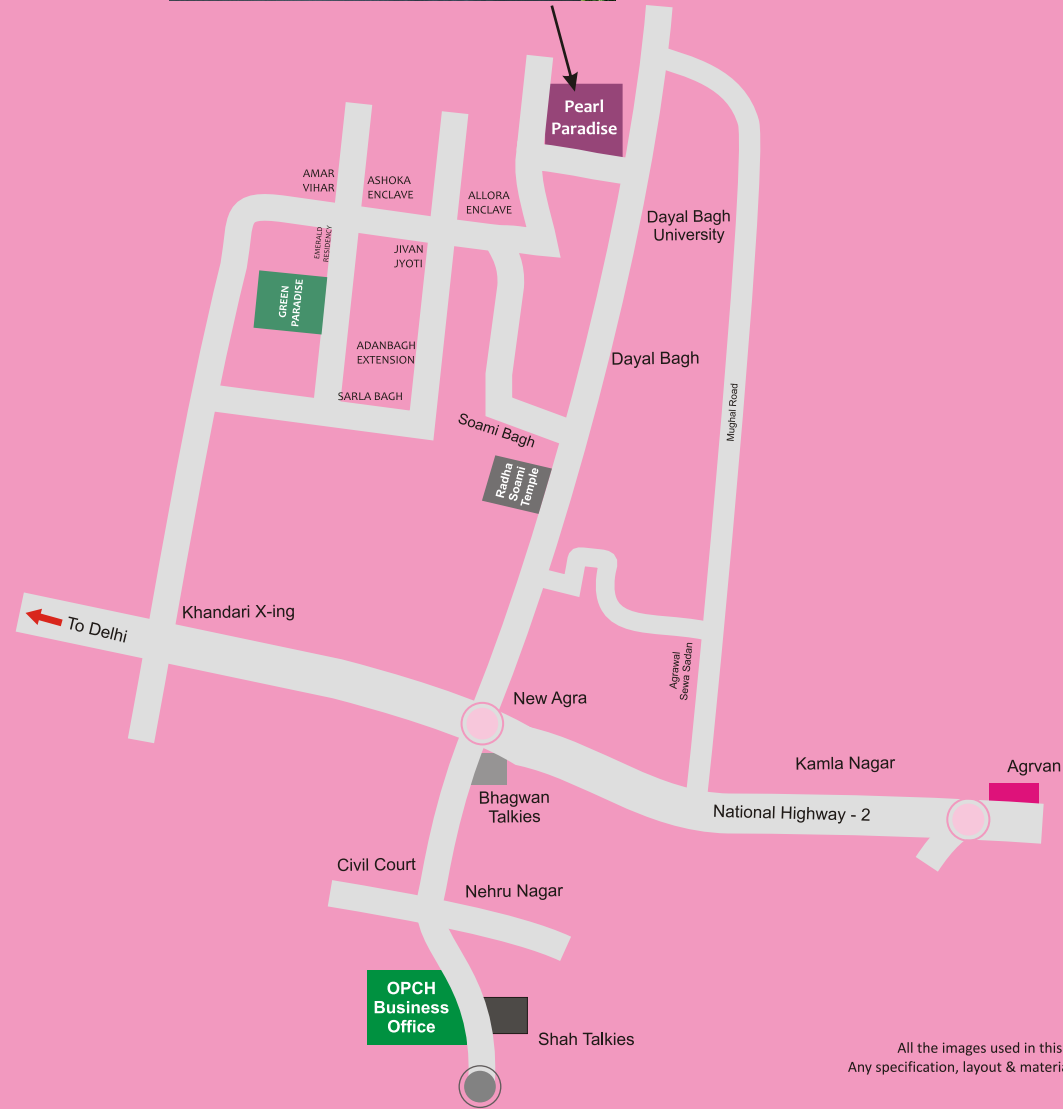 Pearl
Paradise
AMAR
VIHAR
ASHOKA
ENCLAVE
ALLORA
ENCLAVE
Dayal Bagh
University
EMERALD
RESIDENCY
JIVAN
JYOTI
GREEN
PARADISE
ADANBAGH
EXTENSION
Dayal Bagh
SARLA BAGH
Mughal Road
Soami Bagh
Radha
Soami
Temple
Khandari X-ing
To Delhi
Agrawal
Sewa Sadan
New Agra
Kamla Nagar
Agrvan
Bhagwan
Talkies
National Highway - 2
Civil Court
Nehru Nagar
OPCH
Business
Office
Shah Talkies
All the images used in this
Any specification, layout & materia